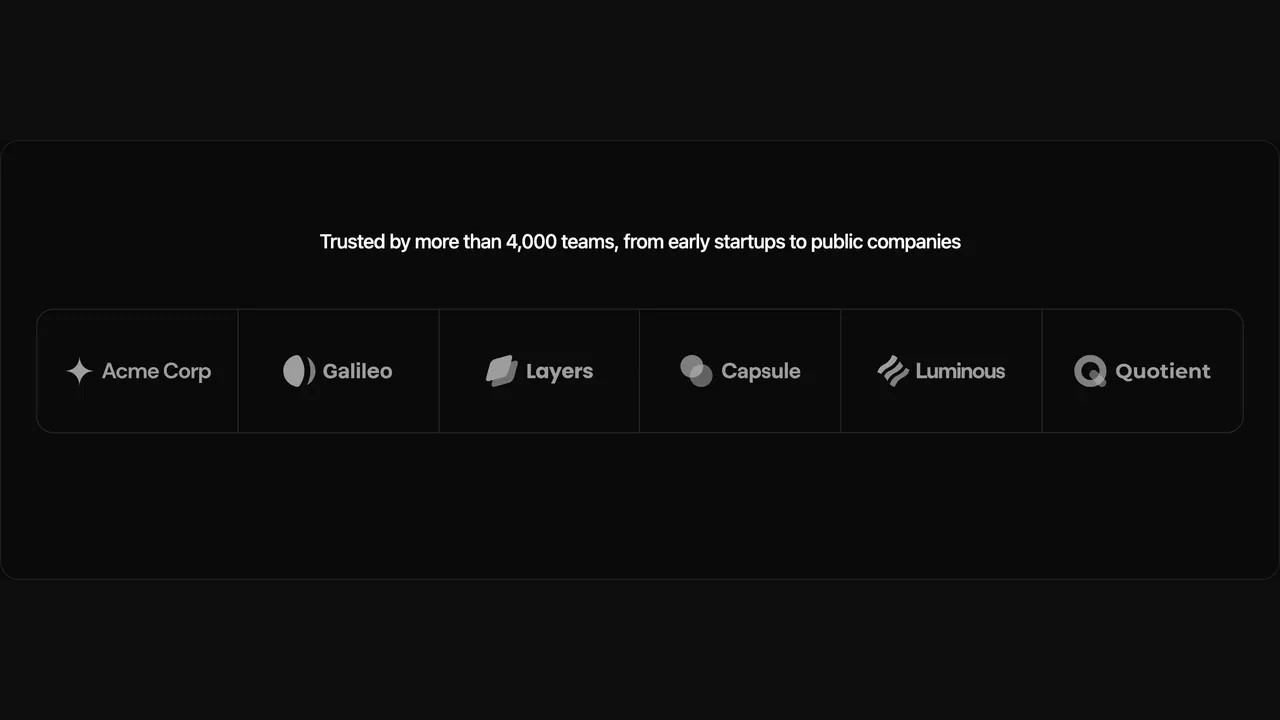 Trusted by more than 4,000 teams, from early startups to public companies
Acme Corp
Galileo
Layers
Capsule
Luminous
Quotient